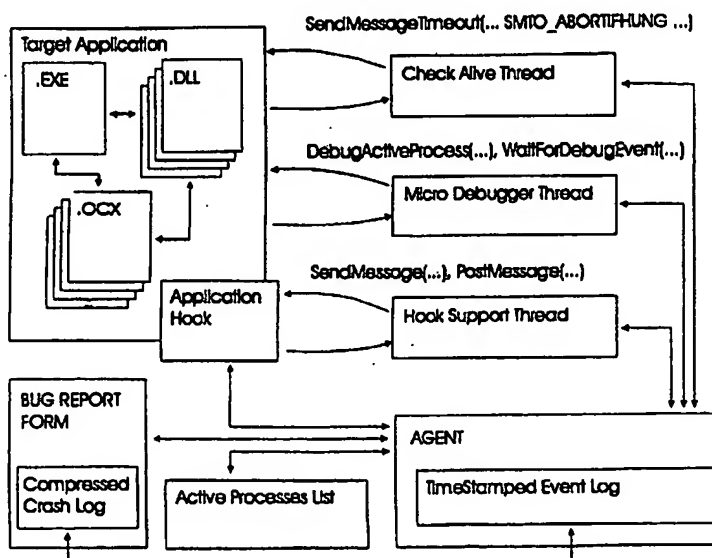 SendMessageTimeout(... SMTO_ABORTIFHUNG ...)
Target Application
.EXE
.DLL
Check Alive Thread
DebugActiveProcess(...), WaitForDebugEvent(...)
.OCX
Micro Debugger Thread
SendMessage(...), PostMessage(...)
Application
Hook
Hook Support Thread
BUG REPORT
FORM
AGENT
Compressed
Crash Log
Active Processes List
TimeStamped Event Log